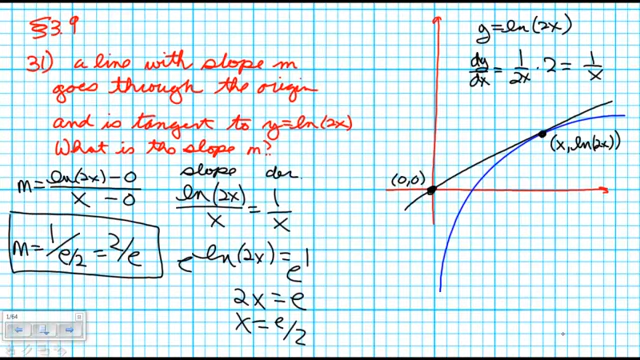 §3.9
31) a line with slope m
goes through the origin
and is tangent to y=ln(2x)
What is the slope m?
m = ln(2x) - 0 / x - 0
m = 1/e/2 = 2/e
slope der
ln(2x)/x = 1/x
e^ln(2x) = e^1
2x = e
x = e/2
y = ln(2x)
dy/dx = 1/2x · 2 = 1/x
(x, ln(2x))
(0,0)
1/64